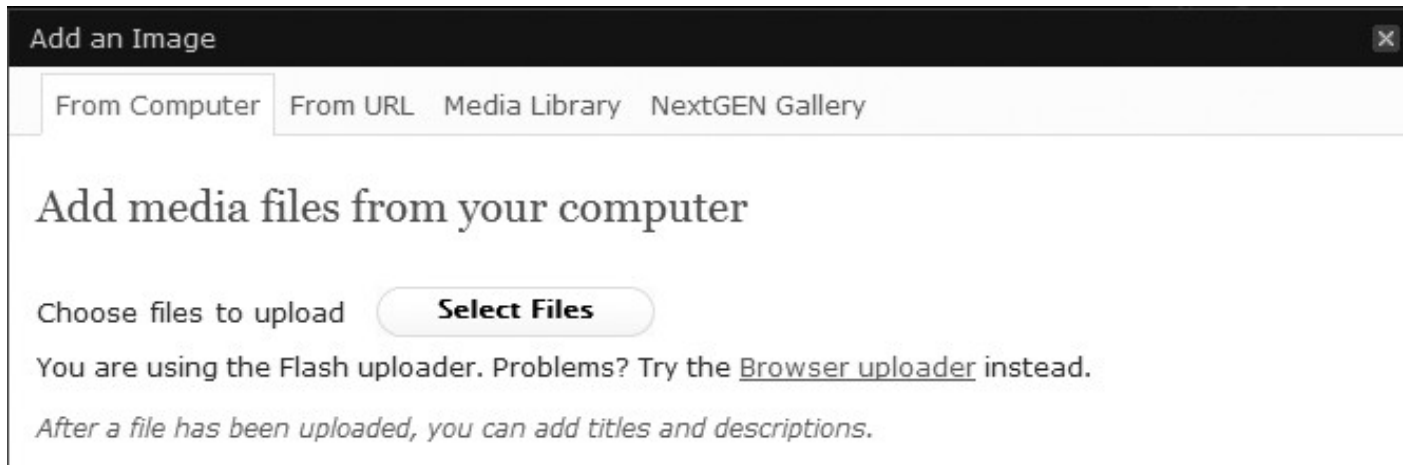 Add an Image
From Computer From URL Media Library NextGEN Gallery
Add media files from your computer
Choose files to upload Select Files
You are using the Flash uploader. Problems? Try the Browser uploader instead.
After a file has been uploaded, you can add titles and descriptions.